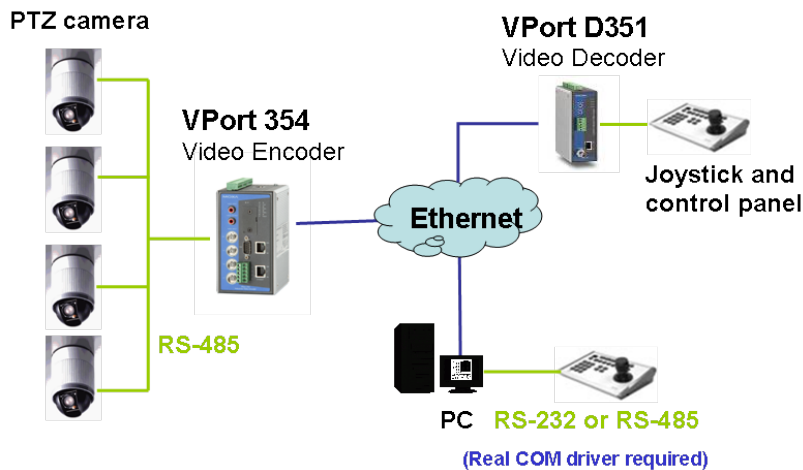 PTZ camera
VPort 354
Video Encoder
RS-485
Ethernet
VPort D351
Video Decoder
Joystick and
control panel
PC RS-232 or RS-485
(Real COM driver required)